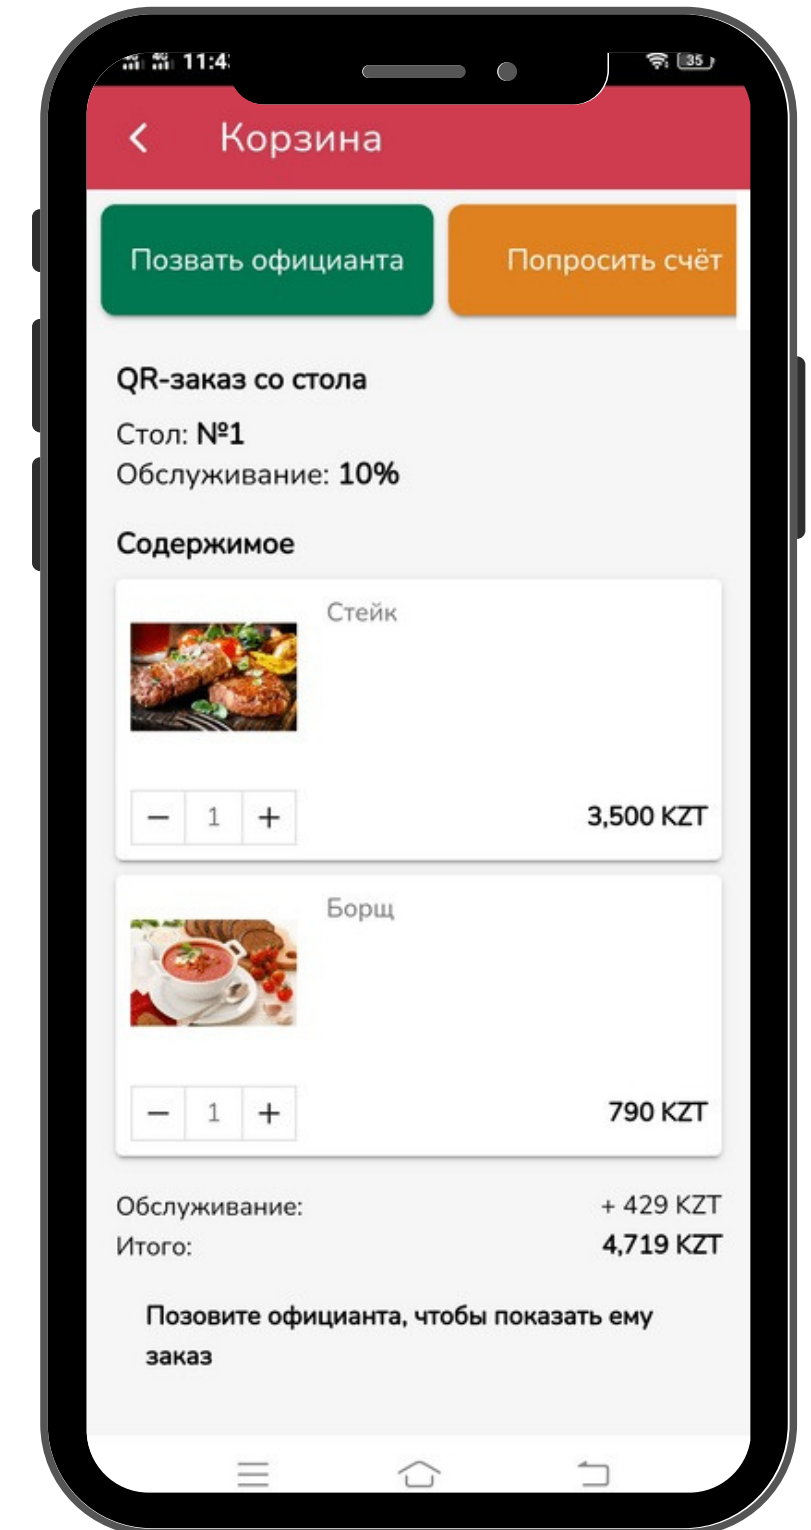 4G 4G 11:4
35
Корзина
Позвать официанта
Попросить счёт
QR-заказ со стола
Стол: №1
Обслуживание: 10%
Содержимое
Стейк
1
3,500 KZT
Борщ
1
790 KZT
Обслуживание: + 429 KZT
Итого: 4,719 KZT
Позовите официанта, чтобы показать ему
заказ